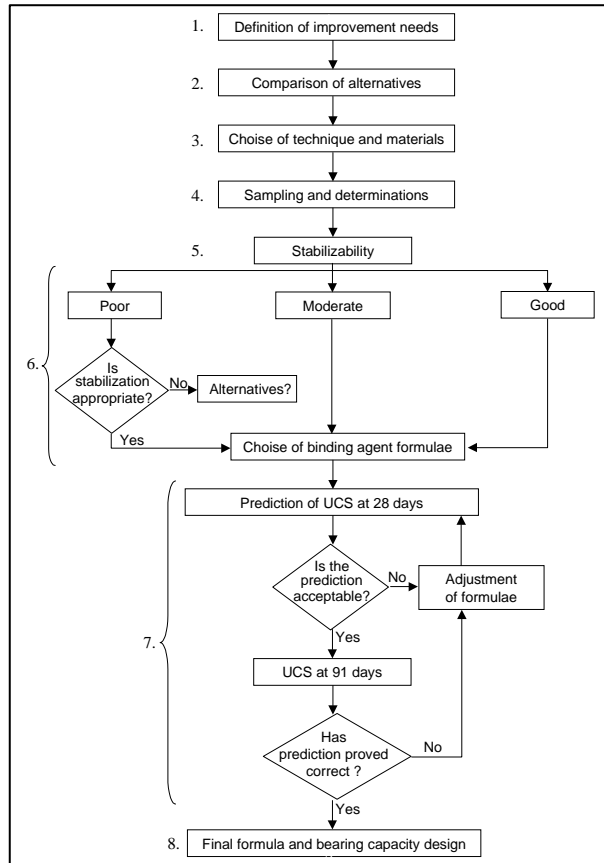 1. Definition of improvement needs
2. Comparison of alternatives
3. Choise of technique and materials
4. Sampling and determinations
5. Stabilizability
Poor
Moderate
Good
6.
Is
stabilization
appropriate?
No
Alternatives?
Yes
Choise of binding agent formulae
Prediction of UCS at 28 days
7.
Is the
prediction
acceptable?
No
Adjustment
of formulae
Yes
UCS at 91 days
Has
prediction proved
correct ?
No
Yes
8. Final formula and bearing capacity design